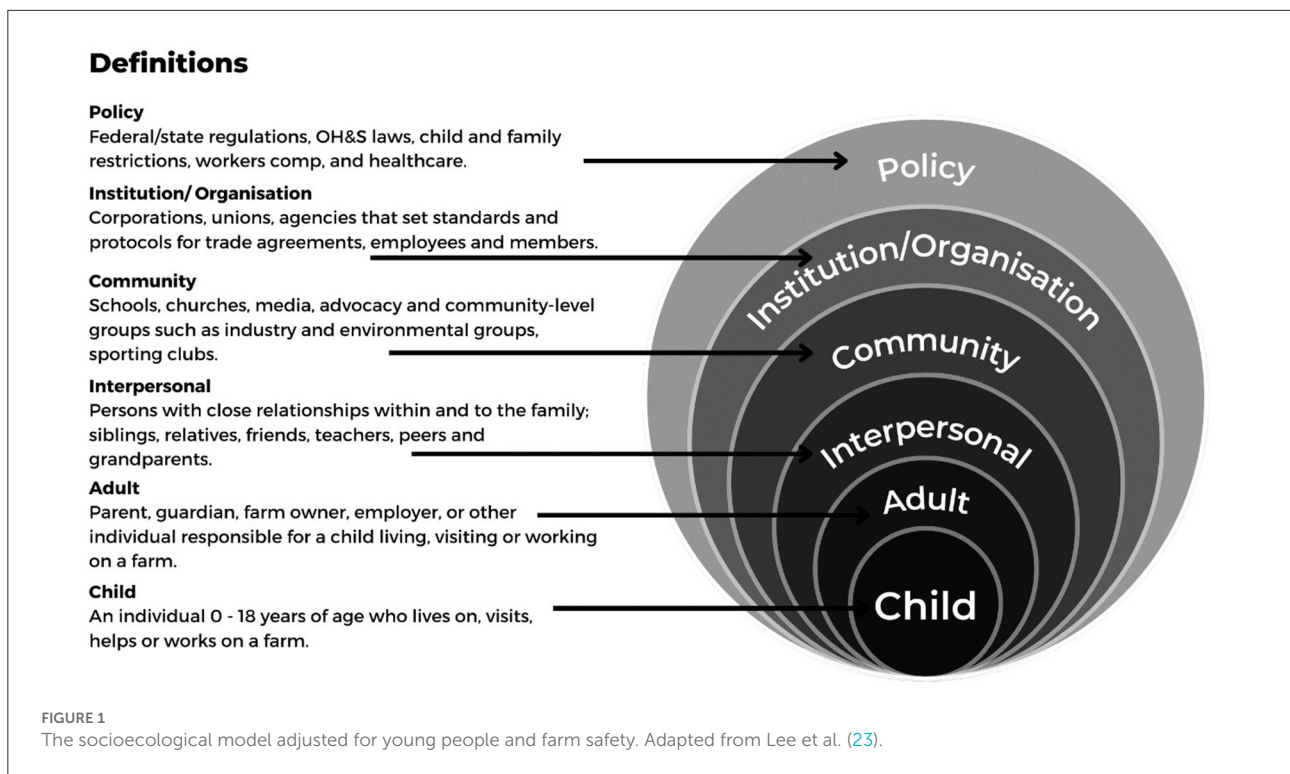 Definitions
Policy
Federal/state regulations, OH&S laws, child and family
restrictions, workers comp, and healthcare.
Institution/ Organisation
Corporations, unions, agencies that set standards and
protocols for trade agreements, employees and members.
Community
Schools, churches, media, advocacy and community-level
groups such as industry and environmental groups,
sporting clubs.
Interpersonal
Persons with close relationships within and to the family;
siblings, relatives, friends, teachers, peers and
grandparents.
Adult
Parent, guardian, farm owner, employer, or other
individual responsible for a child living, visiting or working
on a farm.
Child
An individual 0 - 18 years of age who lives on, visits,
helps or works on a farm.
Policy
Institution/Organisation
Community
Interpersonal
Adult
Child
FIGURE 1
The socioecological model adjusted for young people and farm safety. Adapted from Lee et al. (23).